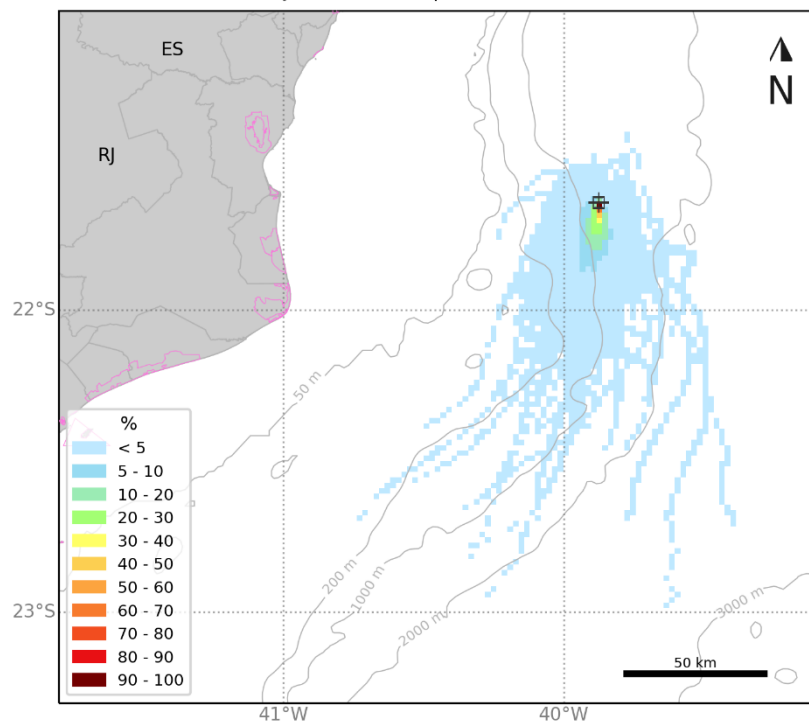 ES
N
RJ
22°S
50 m
%
< 5
5 - 10
10 - 20
20 - 30
30 - 40
40 - 50
50 - 60
60 - 70
70 - 80
80 - 90
90 - 100
200 m
1000 m
2000 m
3000 m
23°S
50 km
41°W
40°W